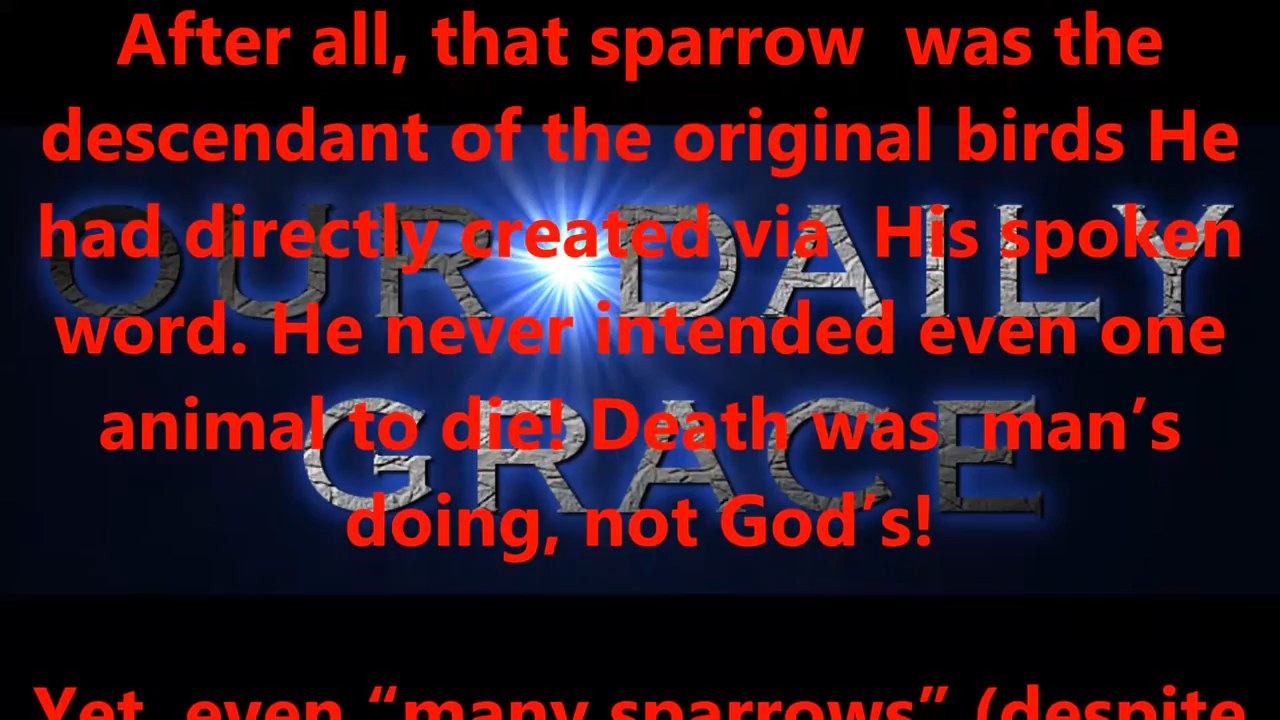 After all, that sparrow  was the
descendant of the original birds He
had directly created via  His spoken
word. He never intended even one
animal to die! Death was  man’s
doing, not God’s!
Yet, even “many sparrows” (despite
OUR DAILY
GRACE